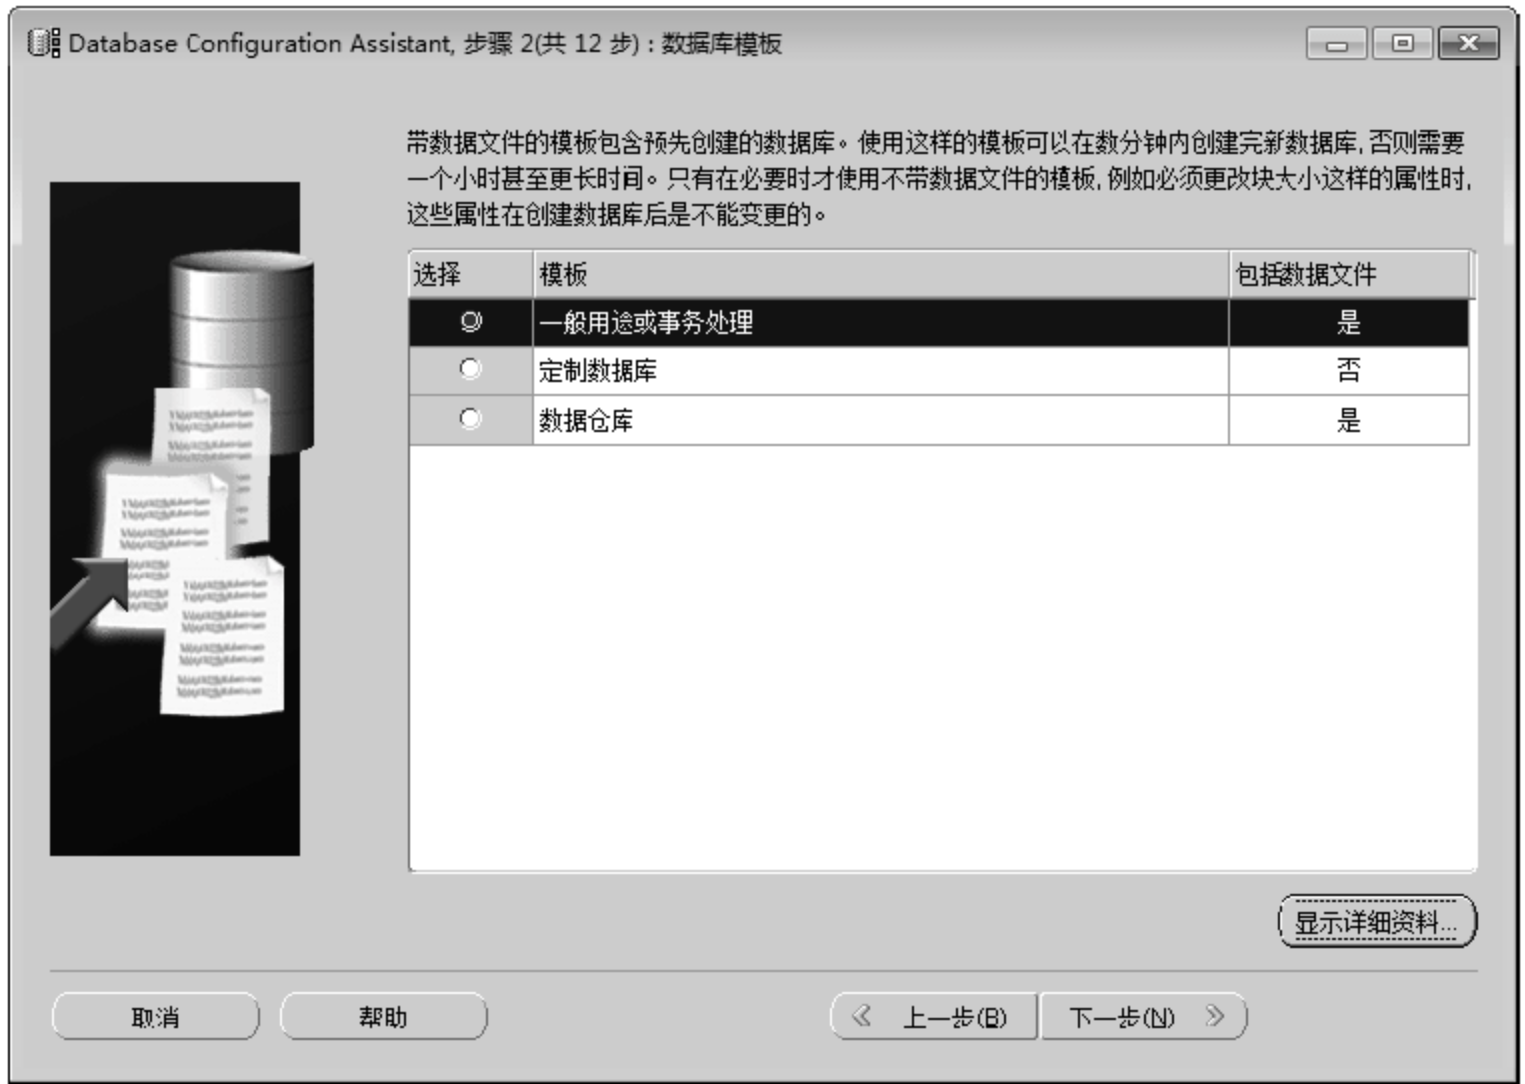 Database Configuration Assistant, 步骤 2(共 12 步) : 数据库模板
带数据文件的模板包含预先创建的数据库。使用这样的模板可以在数分钟内创建完新数据库, 否则需要
一个小时甚至更长时间。只有在必要时才使用不带数据文件的模板, 例如必须更改块大小这样的属性时,
这些属性在创建数据库后是不能变更的。
选择 模板 包括数据文件
一般用途或事务处理 是
定制数据库 否
数据仓库 是
显示详细资料...
取消 帮助 上一步(B) 下一步(N)